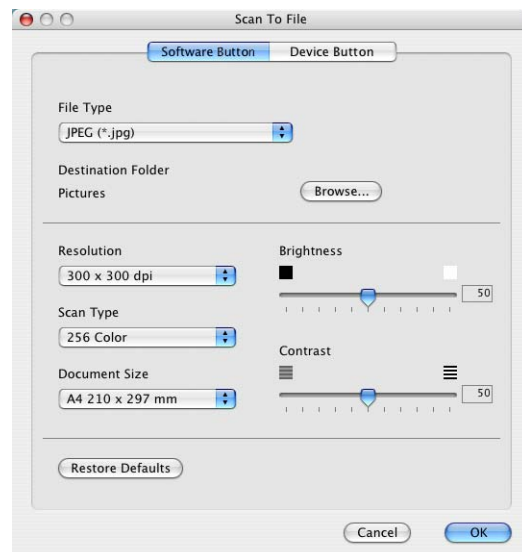 Scan To File
Software Button Device Button
File Type
JPEG (*.jpg)
Destination Folder
Pictures Browse...
Resolution
300 x 300 dpi
Scan Type
256 Color
Document Size
A4 210 x 297 mm
Brightness
50
Contrast
50
Restore Defaults
Cancel OK